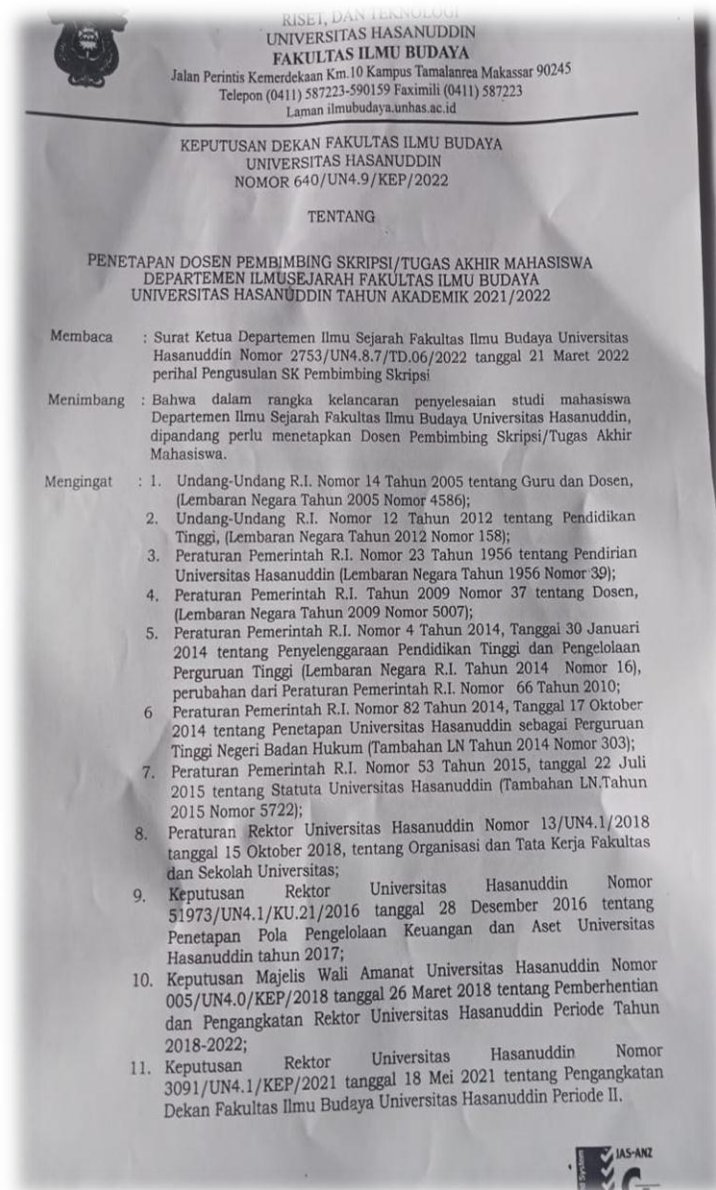 RISET, DAN TEKNOLOGI
UNIVERSITAS HASANUDDIN
FAKULTAS ILMU BUDAYA
Jalan Perintis Kemerdekaan Km.10 Kampus Tamalanrea Makassar 90245
Telepon (0411) 587223-590159 Faximili (0411) 587223
Laman ilmubudaya.unhas.ac.id
KEPUTUSAN DEKAN FAKULTAS ILMU BUDAYA
UNIVERSITAS HASANUDDIN
NOMOR 640/UN4.9/KEP/2022
TENTANG
PENETAPAN DOSEN PEMBIMBING SKRIPSI/TUGAS AKHIR MAHASISWA
DEPARTEMEN ILMUSEJARAH FAKULTAS ILMU BUDAYA
UNIVERSITAS HASANUDDIN TAHUN AKADEMIK 2021/2022
Membaca : Surat Ketua Departemen Ilmu Sejarah Fakultas Ilmu Budaya Universitas
Hasanuddin Nomor 2753/UN4.8.7/TD.06/2022 tanggal 21 Maret 2022
perihal Pengusulan SK Pembimbing Skripsi
Menimbang : Bahwa dalam rangka kelancaran penyelesaian studi mahasiswa
Departemen Ilmu Sejarah Fakultas Ilmu Budaya Universitas Hasanuddin,
dipandang perlu menetapkan Dosen Pembimbing Skripsi/Tugas Akhir
Mahasiswa.
Mengingat : 1. Undang-Undang R.I. Nomor 14 Tahun 2005 tentang Guru dan Dosen,
(Lembaran Negara Tahun 2005 Nomor 4586);
2. Undang-Undang R.I. Nomor 12 Tahun 2012 tentang Pendidikan
Tinggi, (Lembaran Negara Tahun 2012 Nomor 158);
3. Peraturan Pemerintah R.I. Nomor 23 Tahun 1956 tentang Pendirian
Universitas Hasanuddin (Lembaran Negara Tahun 1956 Nomor 39);
4. Peraturan Pemerintah R.I. Tahun 2009 Nomor 37 tentang Dosen,
(Lembaran Negara Tahun 2009 Nomor 5007);
5. Peraturan Pemerintah R.I. Nomor 4 Tahun 2014, Tanggal 30 Januari
2014 tentang Penyelenggaraan Pendidikan Tinggi dan Pengelolaan
Perguruan Tinggi (Lembaran Negara R.I. Tahun 2014 Nomor 16),
perubahan dari Peraturan Pemerintah R.I. Nomor 66 Tahun 2010;
6 Peraturan Pemerintah R.I. Nomor 82 Tahun 2014, Tanggal 17 Oktober
2014 tentang Penetapan Universitas Hasanuddin sebagai Perguruan
Tinggi Negeri Badan Hukum (Tambahan LN Tahun 2014 Nomor 303);
7. Peraturan Pemerintah R.I. Nomor 53 Tahun 2015, tanggal 22 Juli
2015 tentang Statuta Universitas Hasanuddin (Tambahan LN.Tahun
2015 Nomor 5722);
8. Peraturan Rektor Universitas Hasanuddin Nomor 13/UN4.1/2018
tanggal 15 Oktober 2018, tentang Organisasi dan Tata Kerja Fakultas
dan Sekolah Universitas;
9. Keputusan Rektor Universitas Hasanuddin Nomor
51973/UN4.1/KU.21/2016 tanggal 28 Desember 2016 tentang
Penetapan Pola Pengelolaan Keuangan dan Aset Universitas
Hasanuddin tahun 2017;
10. Keputusan Majelis Wali Amanat Universitas Hasanuddin Nomor
005/UN4.0/KEP/2018 tanggal 26 Maret 2018 tentang Pemberhentian
dan Pengangkatan Rektor Universitas Hasanuddin Periode Tahun
2018-2022;
11. Keputusan Rektor Universitas Hasanuddin Nomor
3091/UN4.1/KEP/2021 tanggal 18 Mei 2021 tentang Pengangkatan
Dekan Fakultas Ilmu Budaya Universitas Hasanuddin Periode II.
JAS-ANZ